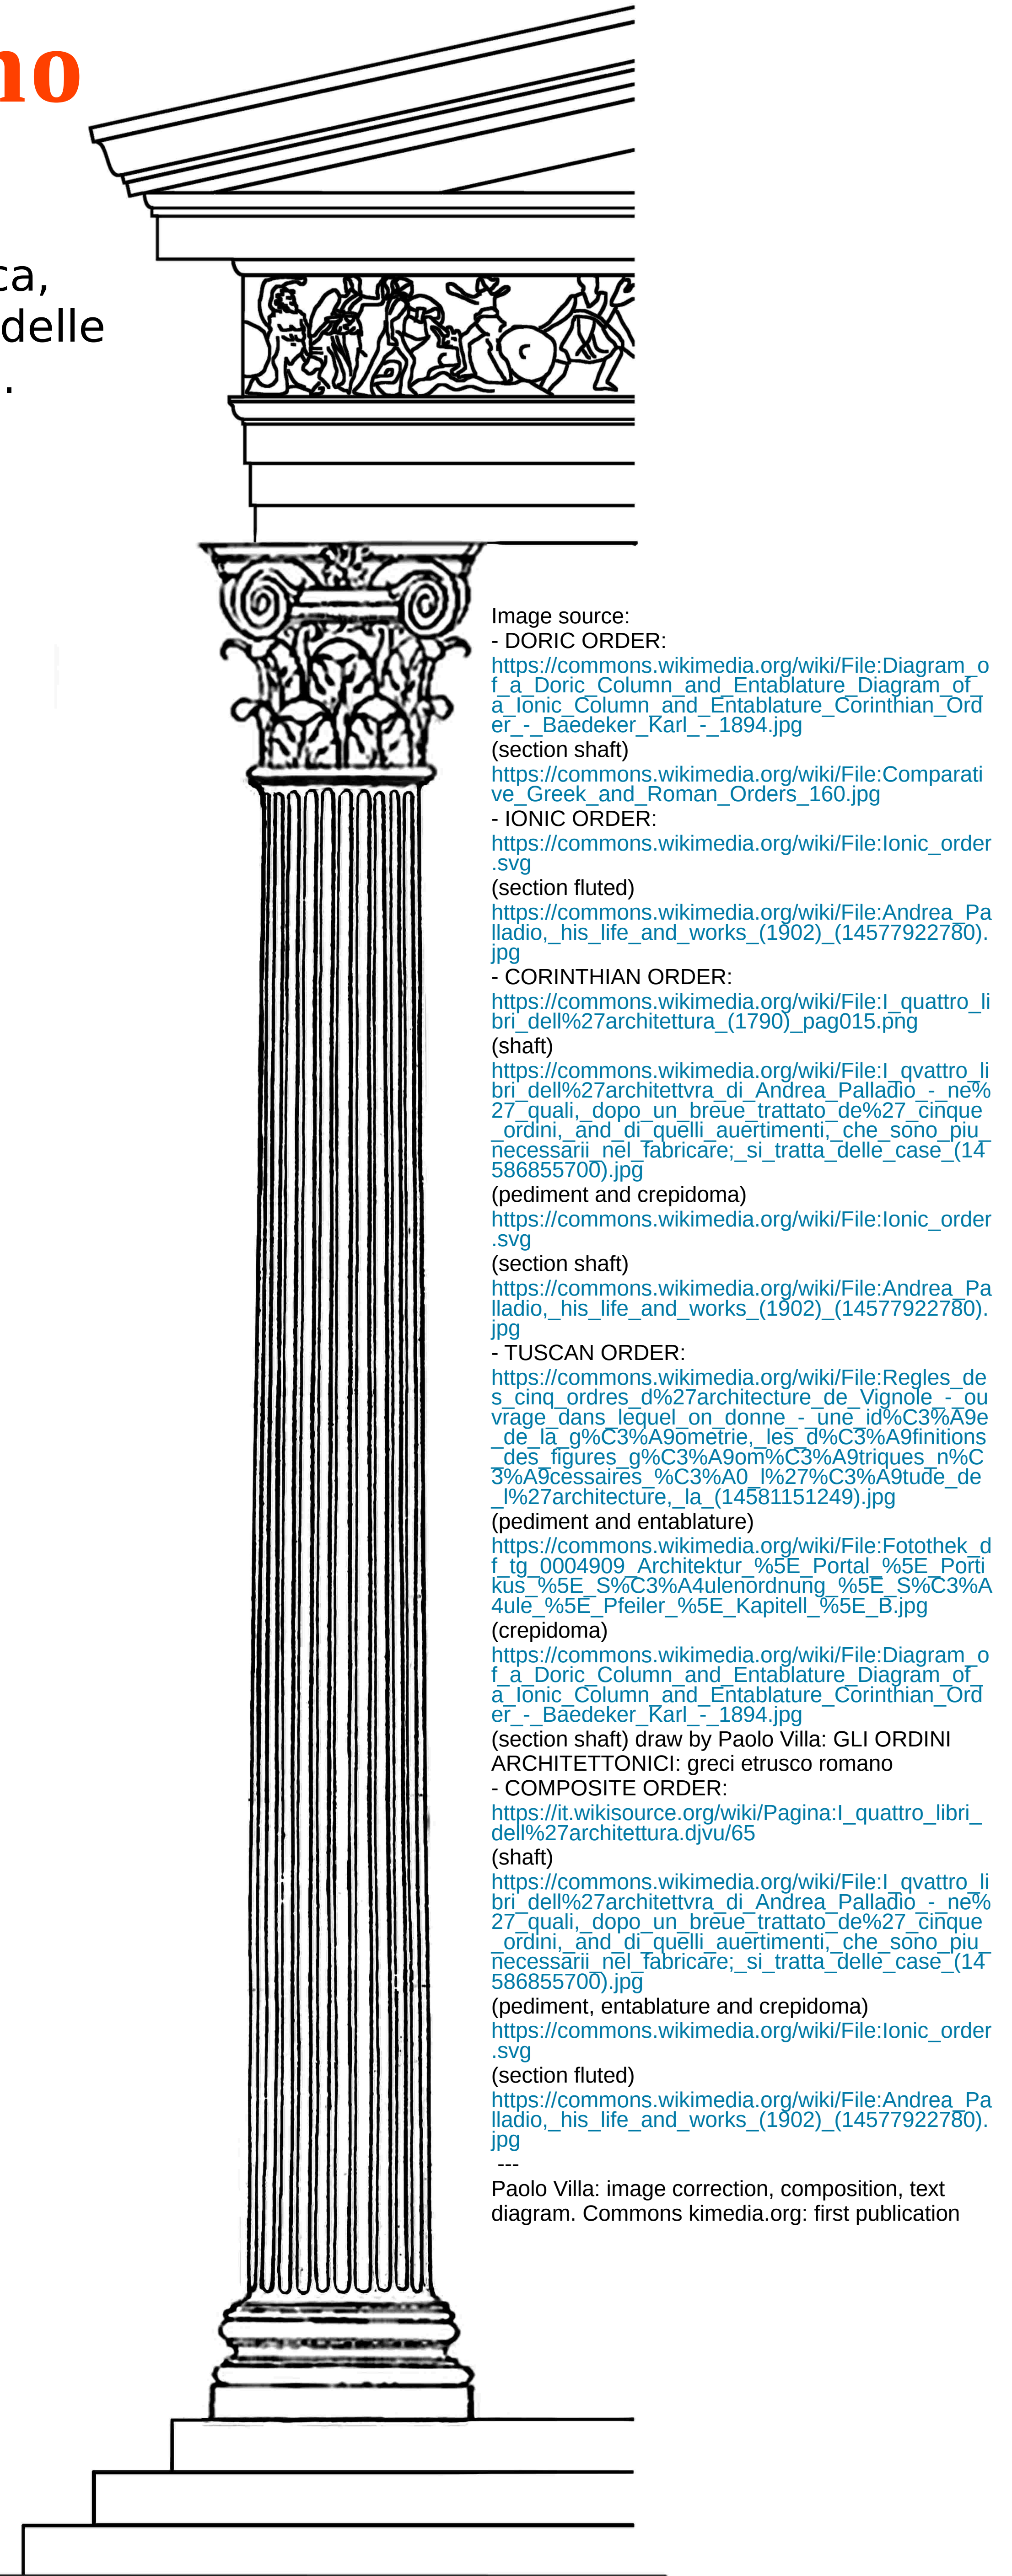 no
ca,
delle
.
Image source:
- DORIC ORDER:
https://commons.wikimedia.org/wiki/File:Diagram_o
f_a_Doric_Column_and_Entablature_Diagram_of_
a_Ionic_Column_and_Entablature_Corinthian_Ord
er_-_Baedeker_Karl_-_1894.jpg
(section shaft)
https://commons.wikimedia.org/wiki/File:Comparati
ve_Greek_and_Roman_Orders_160.jpg
- IONIC ORDER:
https://commons.wikimedia.org/wiki/File:Ionic_order
.svg
(section fluted)
https://commons.wikimedia.org/wiki/File:Andrea_Pa
lladio,_his_life_and_works_(1902)_(14577922780).
jpg
- CORINTHIAN ORDER:
https://commons.wikimedia.org/wiki/File:I_quattro_li
bri_dell%27architettura_(1790)_pag015.png
(shaft)
https://commons.wikimedia.org/wiki/File:I_qvattro_li
bri_dell%27architettvra_di_Andrea_Palladio_-_ne%
27_quali,_dopo_un_breue_trattato_de%27_cinque
_ordini,_and_di_quelli_auertimenti,_che_sono_piu_
necessarii_nel_fabricare;_si_tratta_delle_case_(14
586855700).jpg
(pediment and crepidoma)
https://commons.wikimedia.org/wiki/File:Ionic_order
.svg
(section shaft)
https://commons.wikimedia.org/wiki/File:Andrea_Pa
lladio,_his_life_and_works_(1902)_(14577922780).
jpg
- TUSCAN ORDER:
https://commons.wikimedia.org/wiki/File:Regles_de
s_cinq_ordres_d%27architecture_de_Vignole_-_ou
vrage_dans_lequel_on_donne_-_une_id%C3%A9e
_de_la_g%C3%A9ometrie,_les_d%C3%A9finitions
_des_figures_g%C3%A9om%C3%A9triques_n%C
3%A9cessaires_%C3%A0_l%27%C3%A9tude_de
_l%27architecture,_la_(14581151249).jpg
(pediment and entablature)
https://commons.wikimedia.org/wiki/File:Fotothek_d
f_tg_0004909_Architektur_%5E_Portal_%5E_Porti
kus_%5E_S%C3%A4ulenordnung_%5E_S%C3%A
4ule_%5E_Pfeiler_%5E_Kapitell_%5E_B.jpg
(crepidoma)
https://commons.wikimedia.org/wiki/File:Diagram_o
f_a_Doric_Column_and_Entablature_Diagram_of_
a_Ionic_Column_and_Entablature_Corinthian_Ord
er_-_Baedeker_Karl_-_1894.jpg
(section shaft) draw by Paolo Villa: GLI ORDINI
ARCHITETTONICI: greci etrusco romano
- COMPOSITE ORDER:
https://it.wikisource.org/wiki/Pagina:I_quattro_libri_
dell%27architettura.djvu/65
(shaft)
https://commons.wikimedia.org/wiki/File:I_qvattro_li
bri_dell%27architettvra_di_Andrea_Palladio_-_ne%
27_quali,_dopo_un_breue_trattato_de%27_cinque
_ordini,_and_di_quelli_auertimenti,_che_sono_piu_
necessarii_nel_fabricare;_si_tratta_delle_case_(14
586855700).jpg
(pediment, entablature and crepidoma)
https://commons.wikimedia.org/wiki/File:Ionic_order
.svg
(section fluted)
https://commons.wikimedia.org/wiki/File:Andrea_Pa
lladio,_his_life_and_works_(1902)_(14577922780).
jpg
---
Paolo Villa: image correction, composition, text
diagram. Commons kimedia.org: first publication